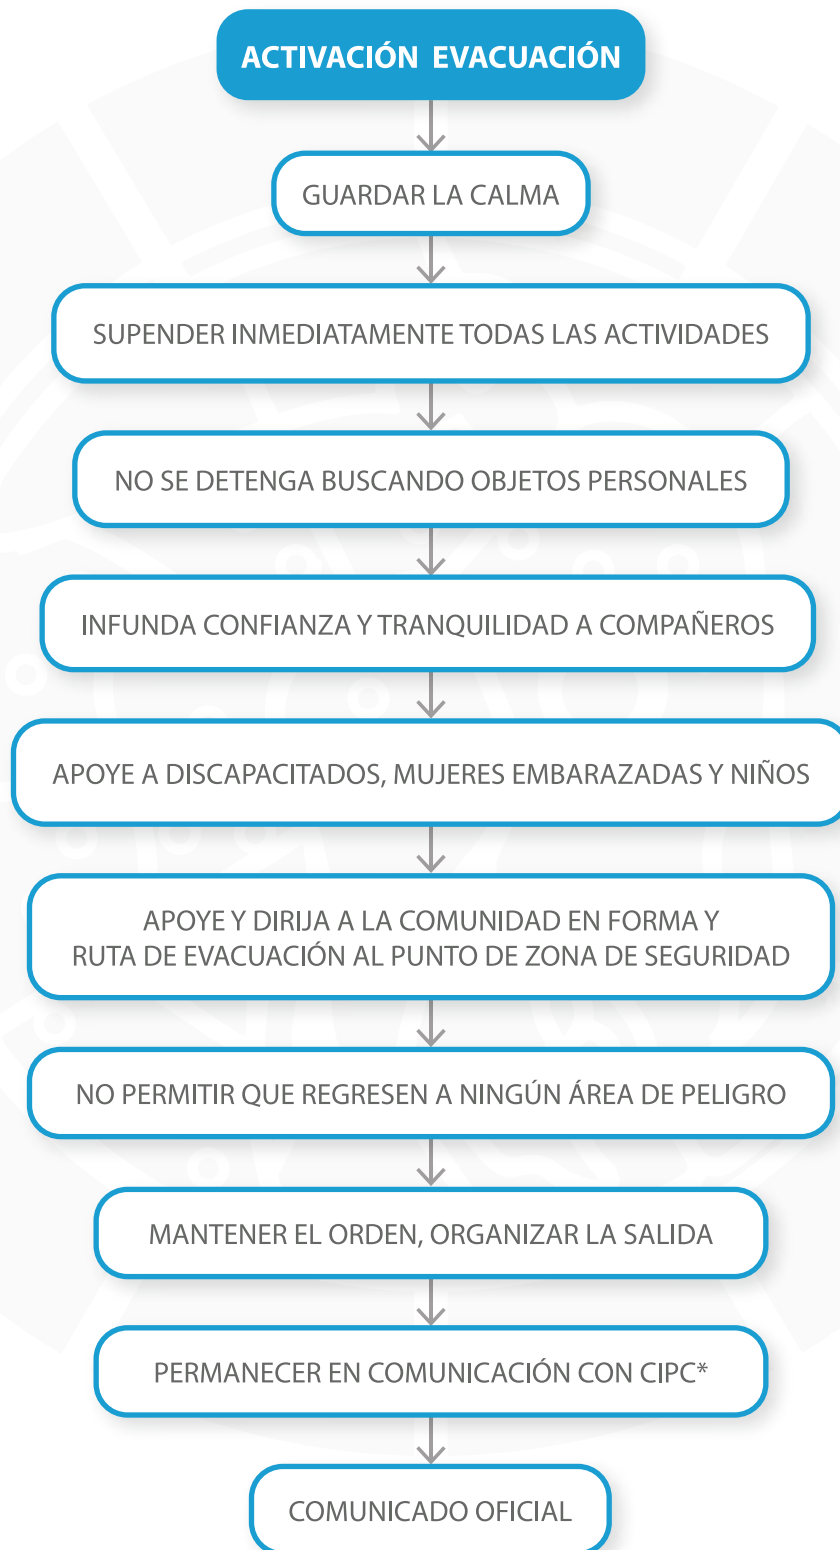 ACTIVACIÓN EVACUACIÓN
GUARDAR LA CALMA
SUPENDER INMEDIATAMENTE TODAS LAS ACTIVIDADES
NO SE DETENGA BUSCANDO OBJETOS PERSONALES
INFUNDA CONFIANZA Y TRANQUILIDAD A COMPAÑEROS
APOYE A DISCAPACITADOS, MUJERES EMBARAZADAS Y NIÑOS
APOYE Y DIRIJA A LA COMUNIDAD EN FORMA Y
RUTA DE EVACUACIÓN AL PUNTO DE ZONA DE SEGURIDAD
NO PERMITIR QUE REGRESEN A NINGÚN ÁREA DE PELIGRO
MANTENER EL ORDEN, ORGANIZAR LA SALIDA
PERMANECER EN COMUNICACIÓN CON CIPC*
COMUNICADO OFICIAL